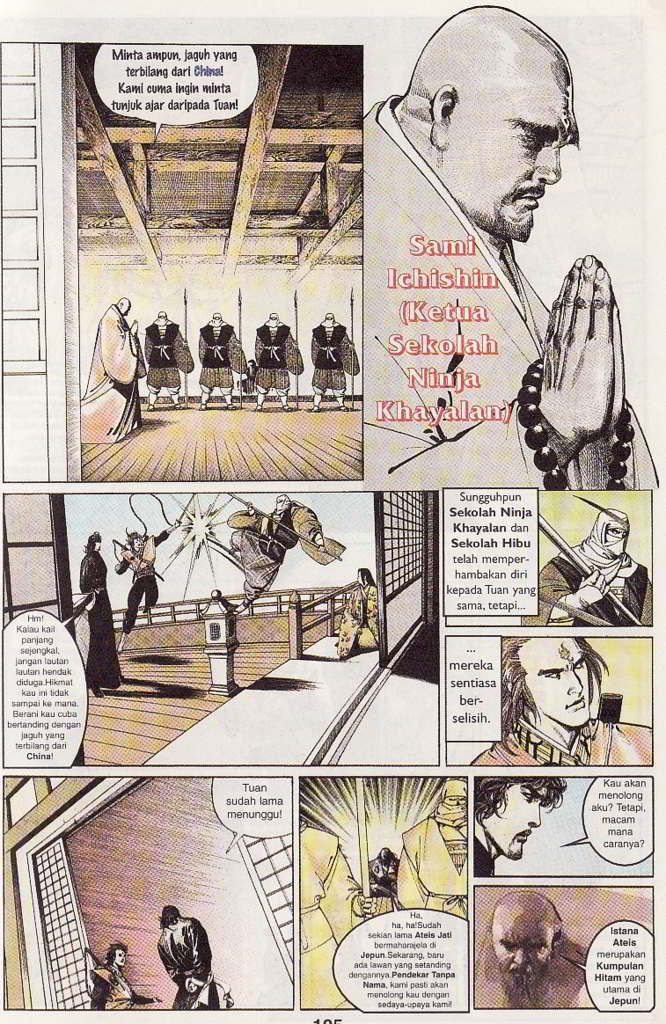 Minta ampun, jaguh yang
terbilang dari China!
Kami cuma ingin minta
tunjuk ajar daripada Tuan!
Sami
Ichishin
(Ketua
Sekolah
Ninja
Khayalan)
Hm!
Kalau kail
panjang
sejengkal,
jangan lautan
lautan hendak
diduga.Hikmat
kau ini tidak
sampai ke mana.
Berani kau cuba
bertanding dengan
jaguh yang
terbilang dari
China!
Sungguhpun
Sekolah Ninja
Khayalan dan
Sekolah Hibu
telah memper-
hambakan diri
kepada Tuan yang
sama, tetapi...
...
mereka
sentiasa
ber-
selisih.
Tuan
sudah lama
menunggu!
Ha,
ha, ha!Sudah
sekian lama Ateis Jati
bermaharajela di
Jepun.Sekarang, baru
ada lawan yang setanding
dengannya.Pendekar Tanpa
Nama, kami pasti akan
menolong kau dengan
sedaya-upaya kami!
Kau akan
menolong
aku? Tetapi,
macam
mana
caranya?
Istana
Ateis
merupakan
Kumpulan
Hitam yang
utama di
Jepun!
105